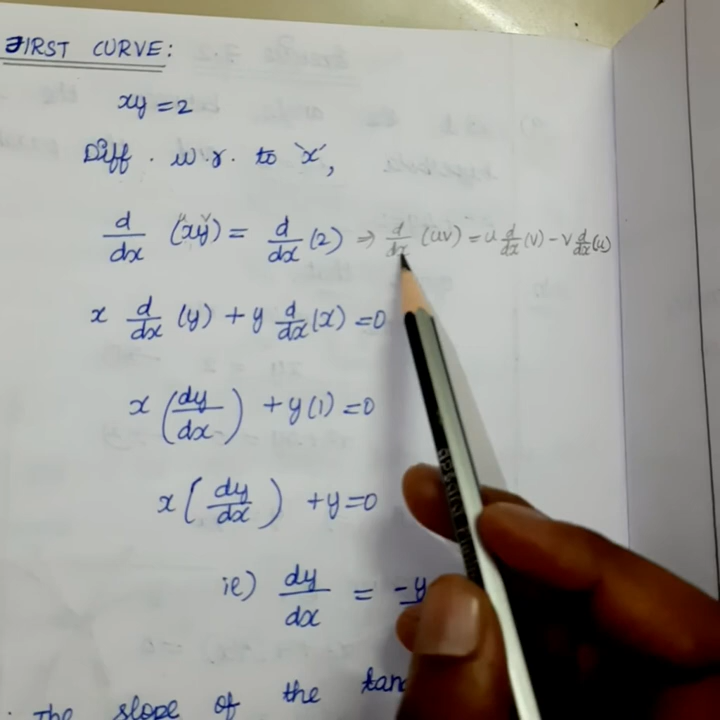 FIRST CURVE:
xy = 2
Diff. w.r. to 'x',
d/dx (xy) = d/dx (2) ⇒ d/dx (uv) = u d/dx (v) - v d/dx (u)
u v
x d/dx (y) + y d/dx (x) = 0
x (dy/dx) + y(1) = 0
x (dy/dx) + y = 0
ie) dy/dx = -y
The slope of the